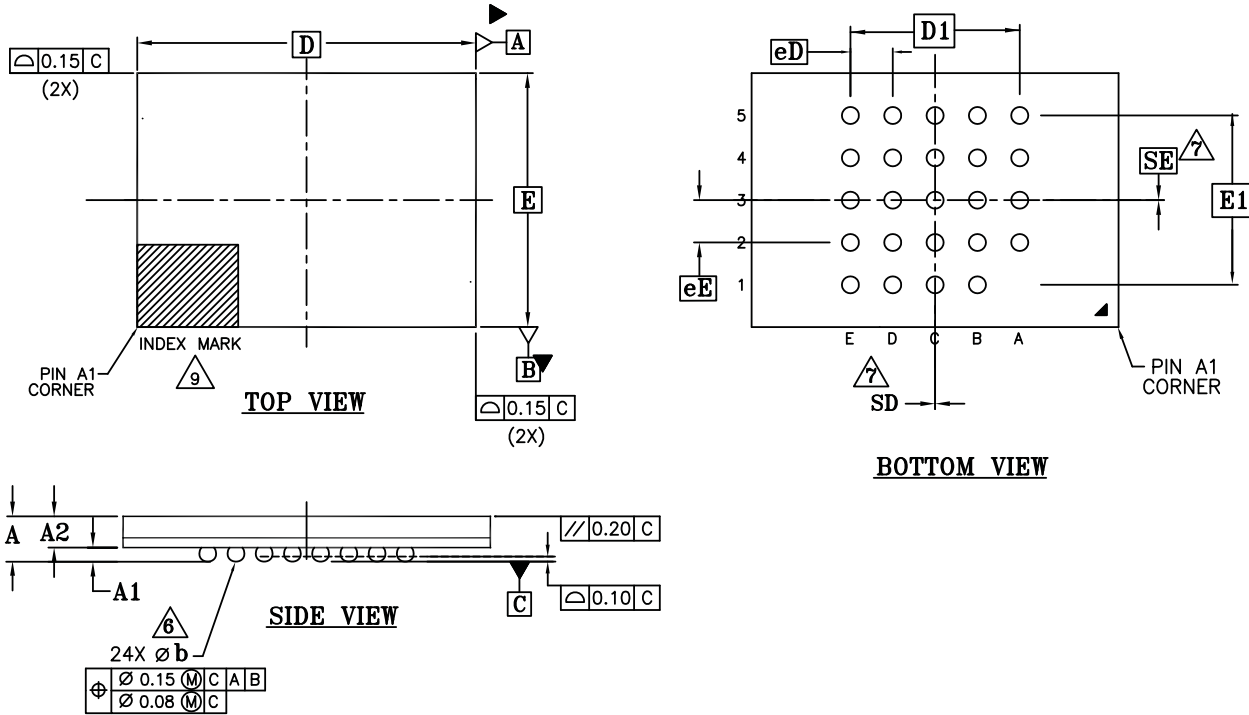 D
A
⌓ 0.15 C
(2X)
E
INDEX MARK
9
PIN A1
CORNER
B
TOP VIEW
⌓ 0.15 C
(2X)
D1
eD
5
4
3
2
1
SE
7
E1
eE
E D C B A
7
SD
PIN A1
CORNER
BOTTOM VIEW
A
A2
A1
// 0.20 C
C
⌓ 0.10 C
SIDE VIEW
6
24X ⌀ b
⌖ ⌀ 0.15 Ⓜ C A B
⌀ 0.08 Ⓜ C